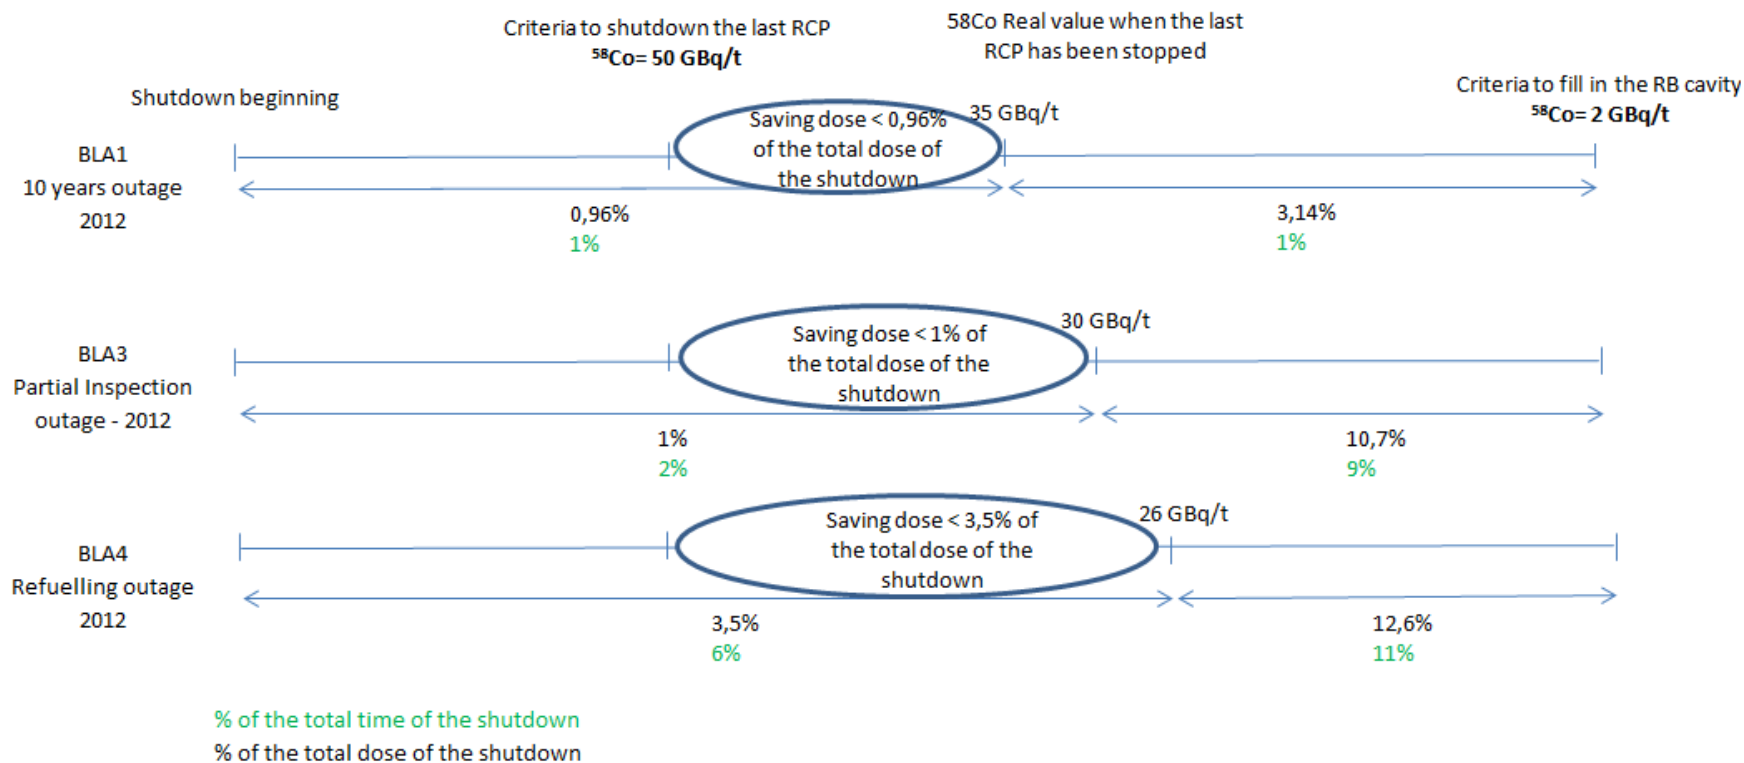 Criteria to shutdown the last RCP
⁵⁸Co= 50 GBq/t
58Co Real value when the last
RCP has been stopped
Shutdown beginning
Criteria to fill in the RB cavity
⁵⁸Co= 2 GBq/t
BLA1
10 years outage
2012
Saving dose < 0,96%
of the total dose of
the shutdown
35 GBq/t
0,96%
1%
3,14%
1%
BLA3
Partial Inspection
outage - 2012
Saving dose < 1% of
the total dose of the
shutdown
30 GBq/t
1%
2%
10,7%
9%
BLA4
Refuelling outage
2012
Saving dose < 3,5% of
the total dose of the
shutdown
26 GBq/t
3,5%
6%
12,6%
11%
% of the total time of the shutdown
% of the total dose of the shutdown